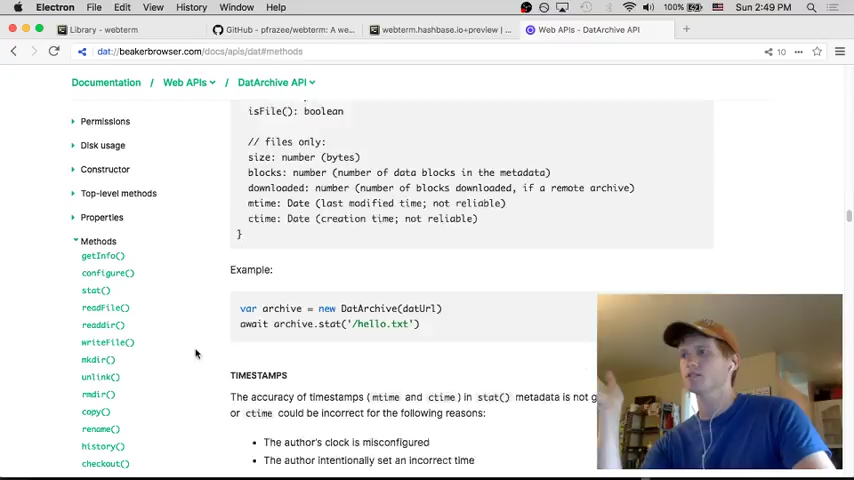 Electron File Edit View History Window Help 100% Sun 2:49 PM
Library - webterm
GitHub - pfrazee/webterm: A we...
webterm.hashbase.io+preview | ...
Web APIs - DatArchive API
dat://beakerbrowser.com/docs/apis/dat#methods
10
Documentation / Web APIs / DatArchive API
Permissions
Disk usage
Constructor
Top-level methods
Properties
Methods
getInfo()
configure()
stat()
readFile()
readdir()
writeFile()
mkdir()
unlink()
rmdir()
copy()
rename()
history()
checkout()
isFile(): boolean
// files only:
size: number (bytes)
blocks: number (number of data blocks in the metadata)
downloaded: number (number of blocks downloaded, if a remote archive)
mtime: Date (last modified time; not reliable)
ctime: Date (creation time; not reliable)
}
Example:
var archive = new DatArchive(datUrl)
await archive.stat('/hello.txt')
TIMESTAMPS
The accuracy of timestamps (mtime and ctime) in stat() metadata is not g
or ctime could be incorrect for the following reasons:
The author's clock is misconfigured
The author intentionally set an incorrect time